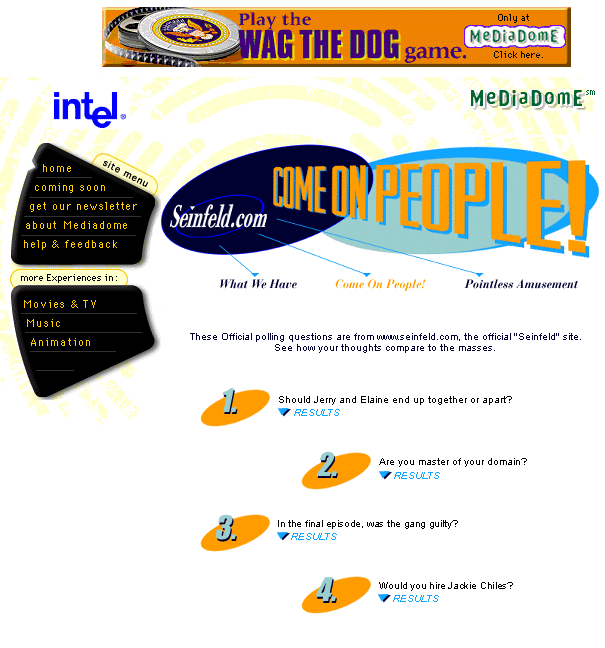 Play the
WAG THE DOG game.
Only at
MeDiaDomE
Click here.
intel®
MeDiaDomE℠
site menu
home
coming soon
get our newsletter
about Mediadome
help & feedback
more Experiences in:
Movies & TV
Music
Animation
Seinfeld.com
COME ON PEOPLE!
What We Have
Come On People!
Pointless Amusement
These Official polling questions are from www.seinfeld.com, the official "Seinfeld" site.
See how your thoughts compare to the masses.
1.
Should Jerry and Elaine end up together or apart?
RESULTS
2.
Are you master of your domain?
RESULTS
3.
In the final episode, was the gang guilty?
RESULTS
4.
Would you hire Jackie Chiles?
RESULTS